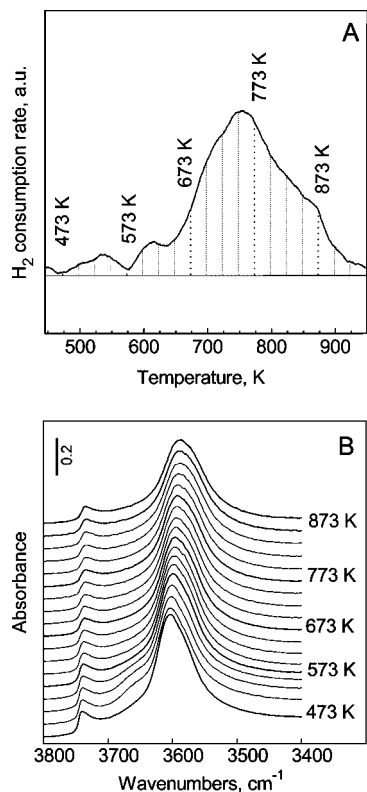 A
H2 consumption rate, a.u.
473 K
573 K
673 K
773 K
873 K
500 600 700 800 900
Temperature, K
B
0.2
Absorbance
873 K
773 K
673 K
573 K
473 K
3800 3700 3600 3500 3400
Wavenumbers, cm-1